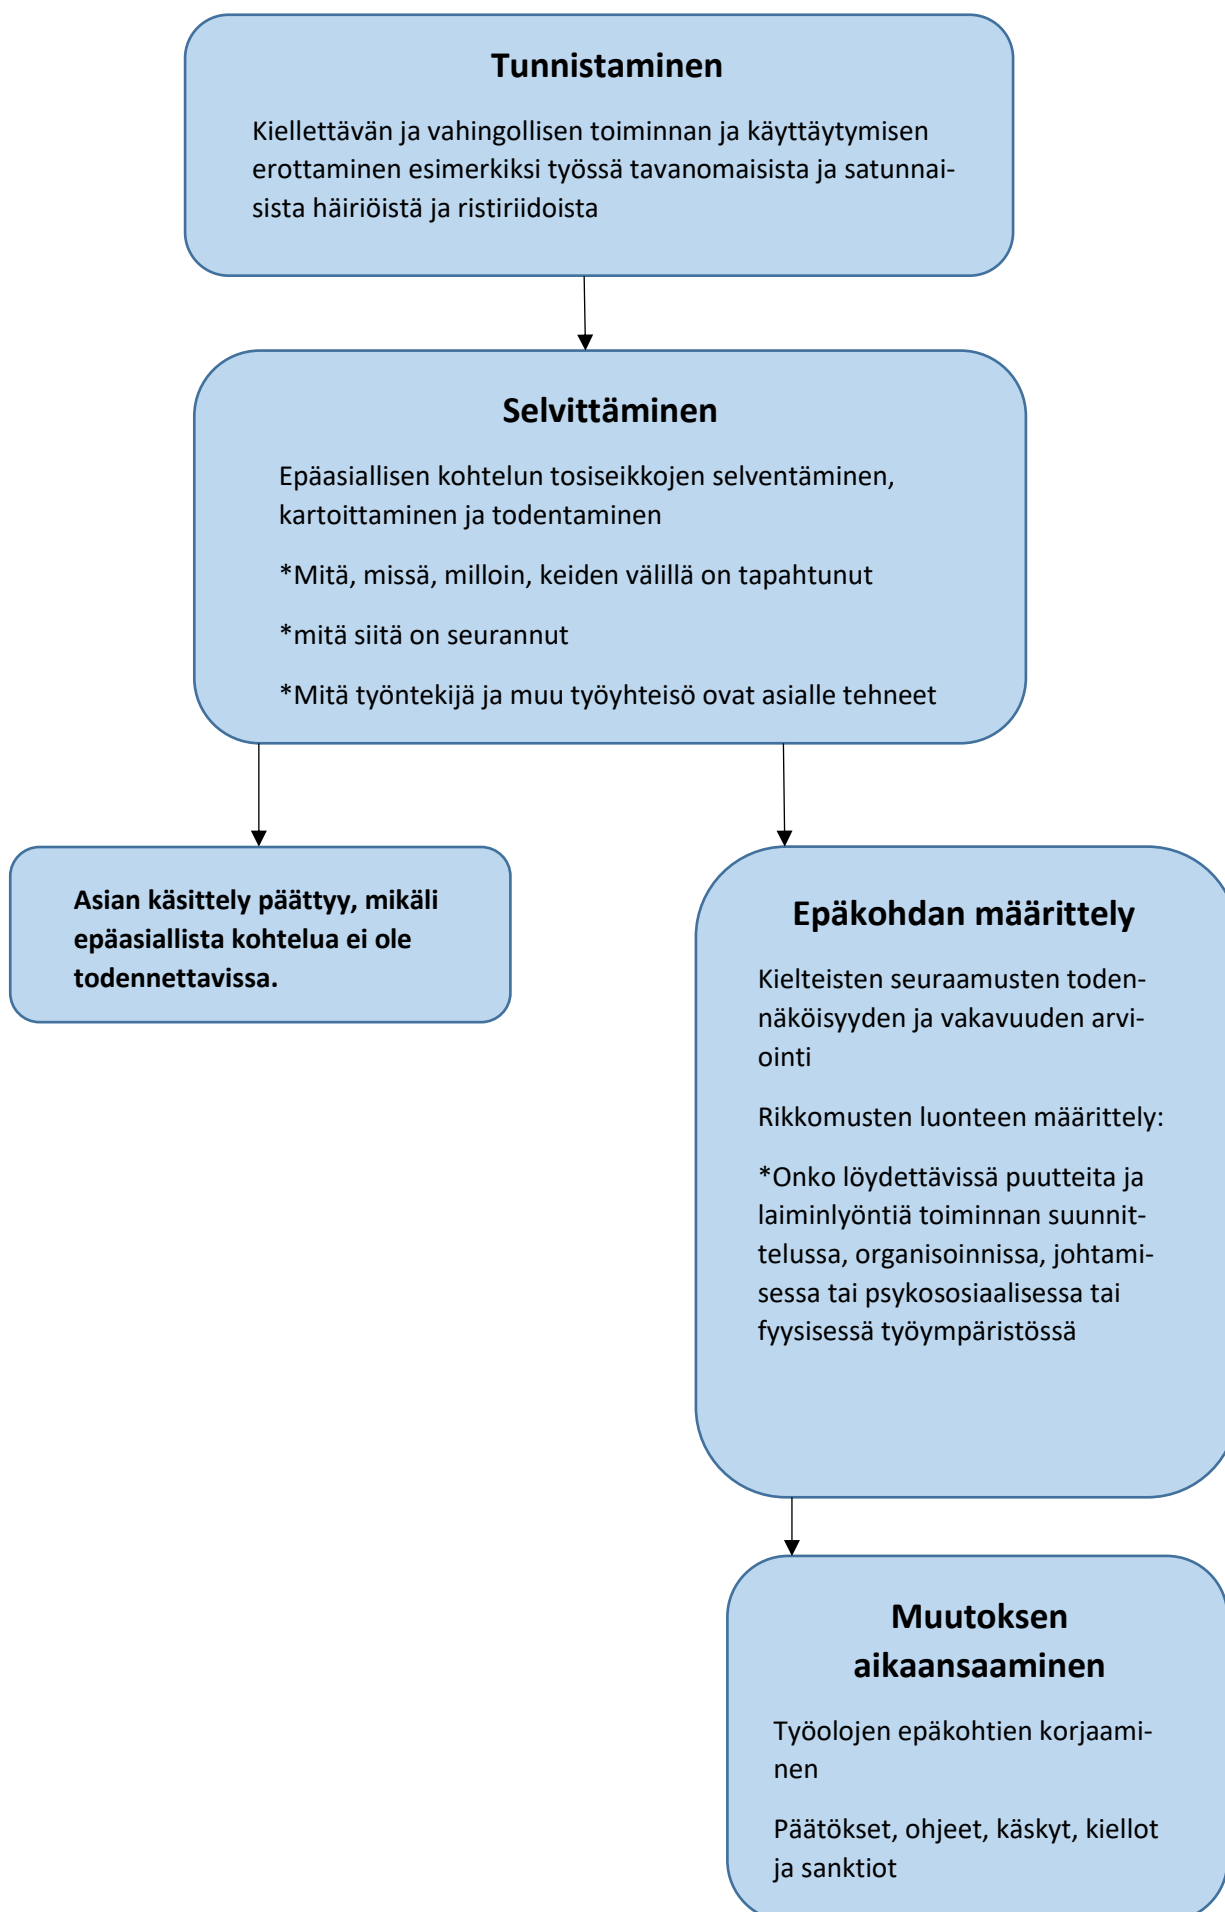 Tunnistaminen
Kiellettävän ja vahingollisen toiminnan ja käyttäytymisen
erottaminen esimerkiksi työssä tavanomaisista ja satunnai-
sista häiriöistä ja ristiriidoista
Selvittäminen
Epäasiallisen kohtelun tosiseikkojen selventäminen,
kartoittaminen ja todentaminen
*Mitä, missä, milloin, keiden välillä on tapahtunut
*mitä siitä on seurannut
*Mitä työntekijä ja muu työyhteisö ovat asialle tehneet
Asian käsittely päättyy, mikäli
epäasiallista kohtelua ei ole
todennettavissa.
Epäkohdan määrittely
Kielteisten seuraamusten toden-
näköisyyden ja vakavuuden arvi-
ointi
Rikkomusten luonteen määrittely:
*Onko löydettävissä puutteita ja
laiminlyöntiä toiminnan suunnit-
telussa, organisoinnissa, johtami-
sessa tai psykososiaalisessa tai
fyysisessä työympäristössä
Muutoksen
aikaansaaminen
Työolojen epäkohtien korjaami-
nen
Päätökset, ohjeet, käskyt, kiellot
ja sanktiot